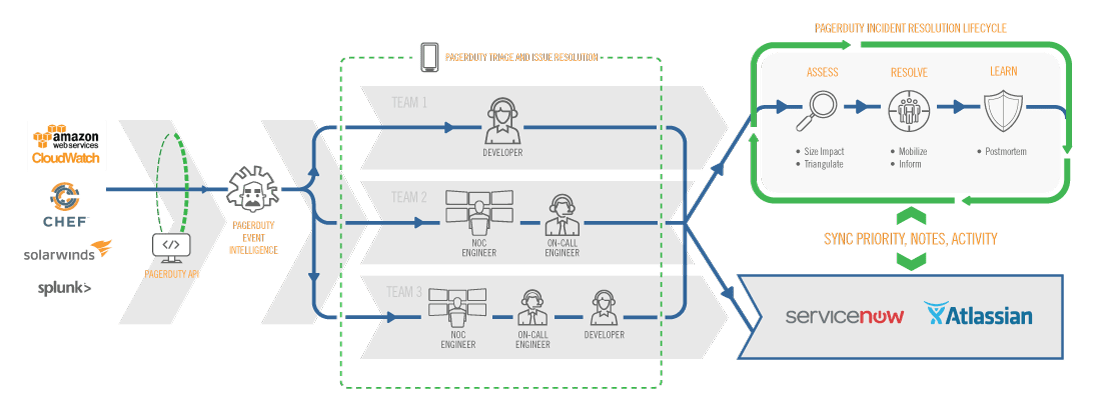 PAGERDUTY INCIDENT RESOLUTION LIFECYCLE
PAGERDUTY TRIAGE AND ISSUE RESOLUTION
ASSESS
RESOLVE
LEARN
TEAM 1
amazon
web services
CloudWatch
</>
DEVELOPER
• Size Impact
• Triangulate
• Mobilize
• Inform
• Postmortem
CHEF
TEAM 2
PAGERDUTY
EVENT
INTELLIGENCE
NOC
ENGINEER
ON-CALL
ENGINEER
SYNC PRIORITY, NOTES, ACTIVITY
solarwinds
PAGERDUTY API
splunk>
TEAM 3
NOC
ENGINEER
ON-CALL
ENGINEER
DEVELOPER
servicenow
Atlassian